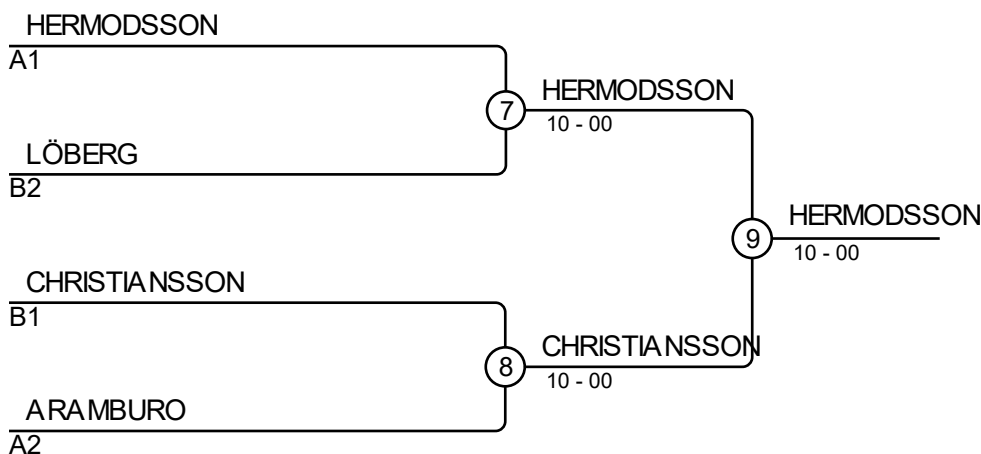 HERMODSSON
A1
7
HERMODSSON
10 - 00
LÖBERG
B2
9
HERMODSSON
10 - 00
CHRISTIANSSON
B1
8
CHRISTIANSSON
10 - 00
ARAMBURO
A2